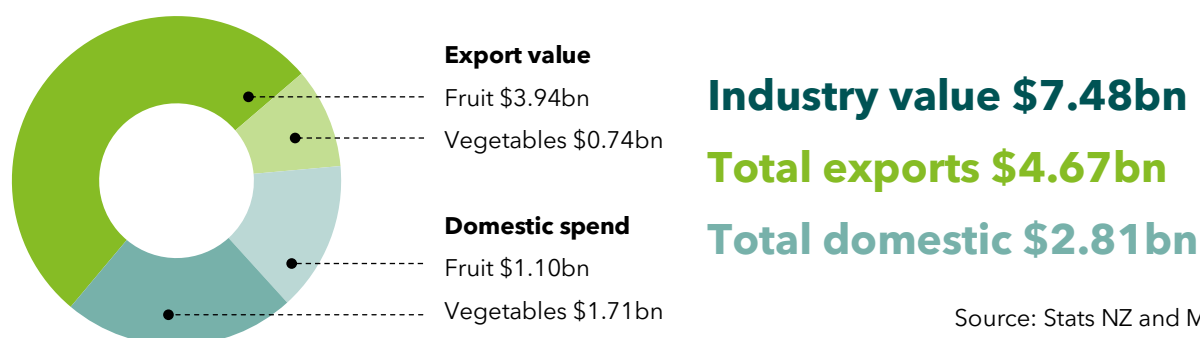 Export value
Fruit $3.94bn
Vegetables $0.74bn
Domestic spend
Fruit $1.10bn
Vegetables $1.71bn
Industry value $7.48bn
Total exports $4.67bn
Total domestic $2.81bn
Source: Stats NZ and